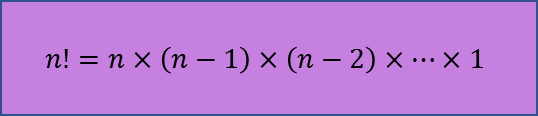 n! = n × (n − 1) × (n − 2) × ⋯ × 1